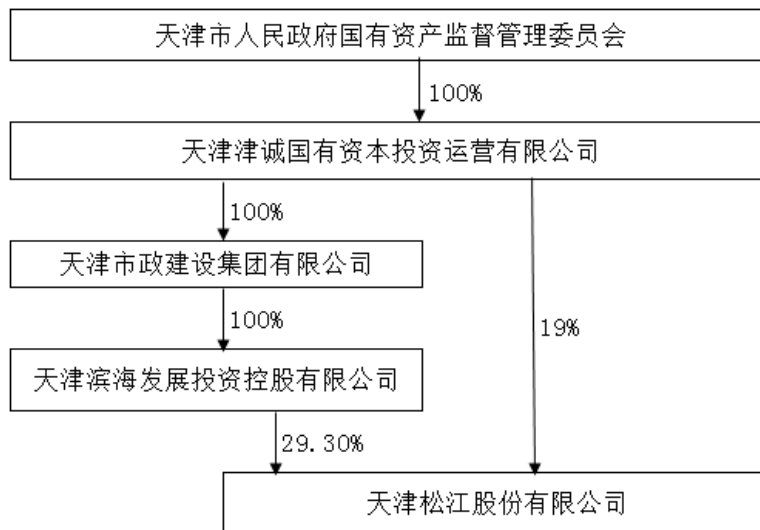 天津市人民政府国有资产监督管理委员会
100%
天津津诚国有资本投资运营有限公司
100%
天津市政建设集团有限公司
100%
19%
天津滨海发展投资控股有限公司
29.30%
天津松江股份有限公司